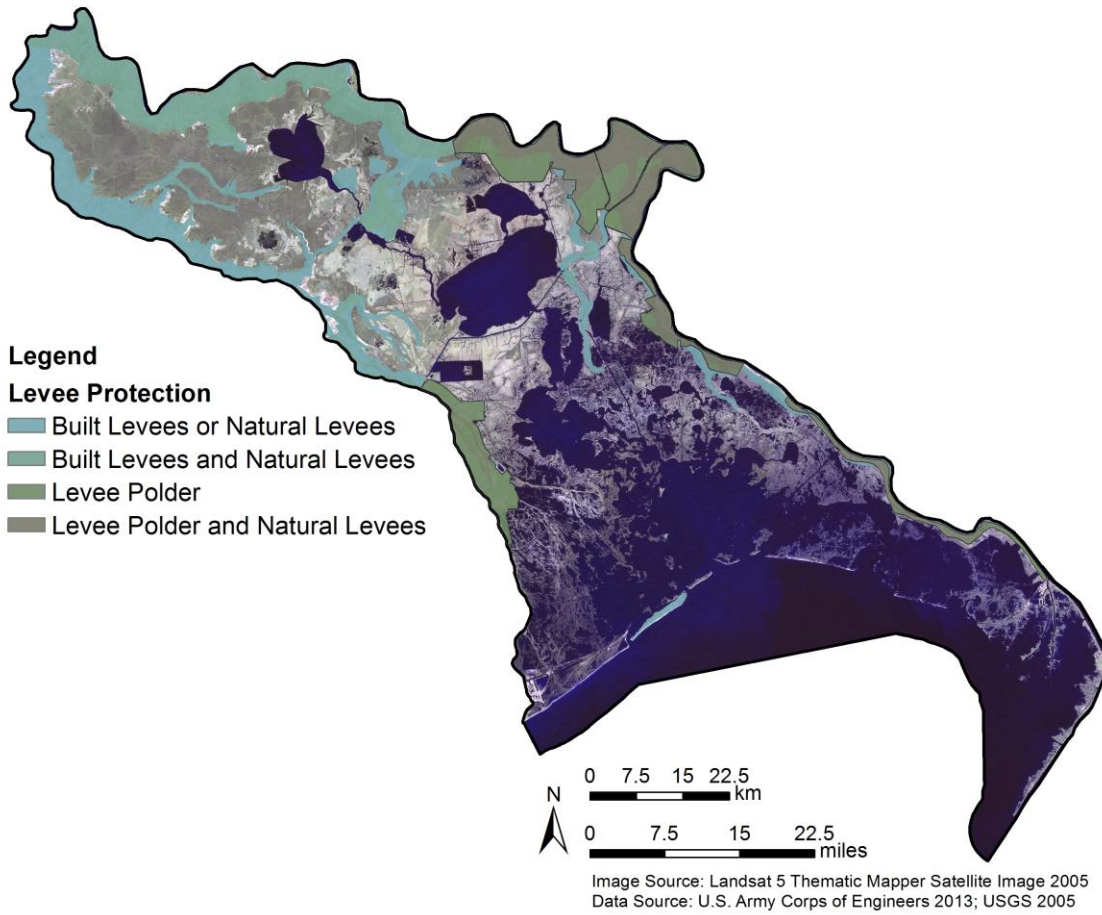 Legend
Levee Protection
Built Levees or Natural Levees
Built Levees and Natural Levees
Levee Polder
Levee Polder and Natural Levees
N
0 7.5 15 22.5
km
0 7.5 15 22.5
miles
Image Source: Landsat 5 Thematic Mapper Satellite Image 2005
Data Source: U.S. Army Corps of Engineers 2013; USGS 2005